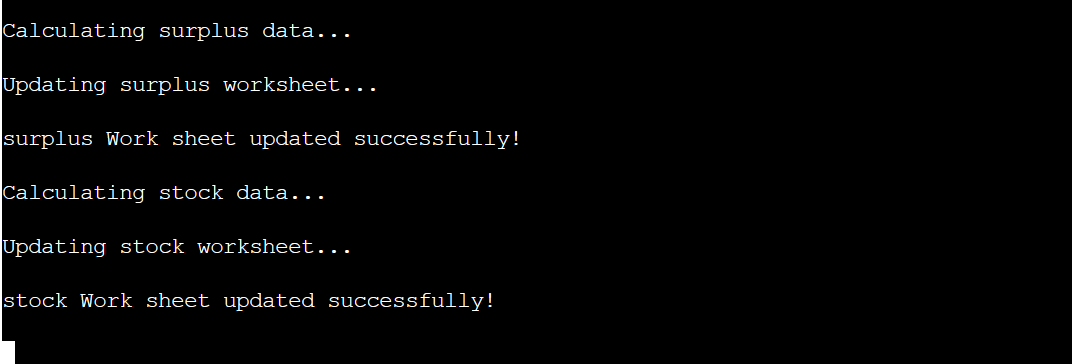 Calculating surplus data...
Updating surplus worksheet...
surplus Work sheet updated successfully!
Calculating stock data...
Updating stock worksheet...
stock Work sheet updated successfully!